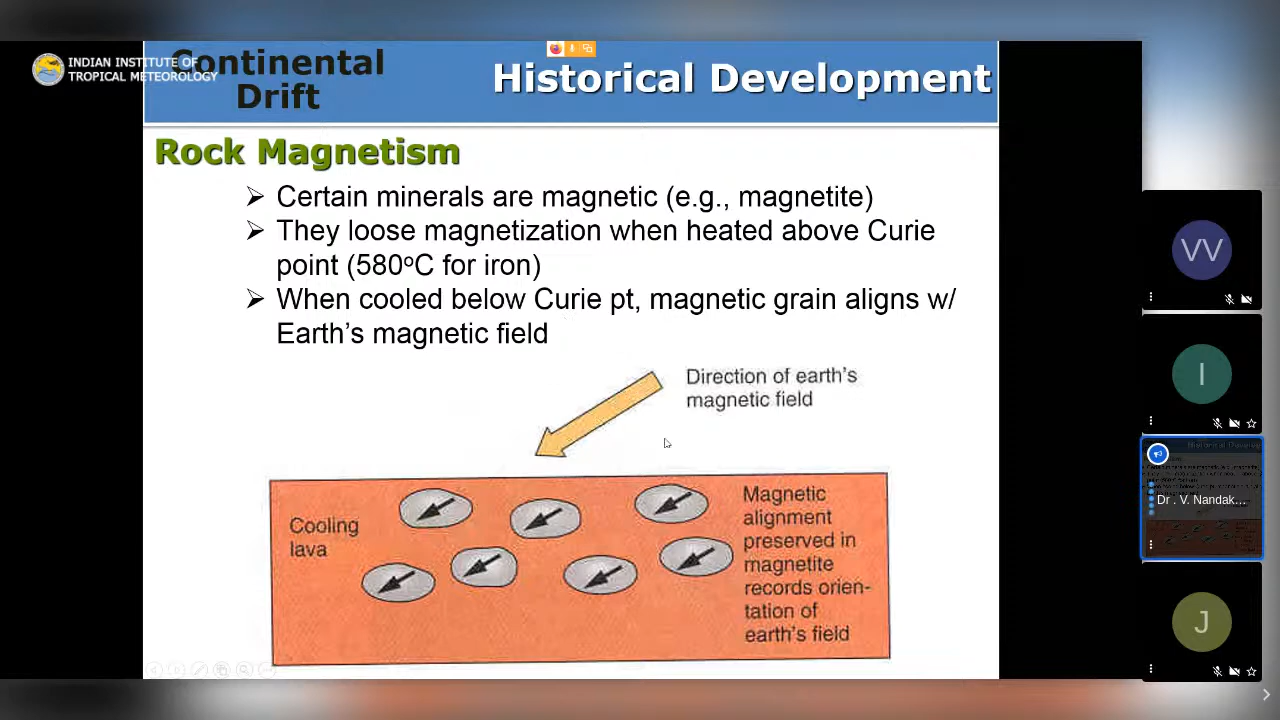 INDIAN INSTITUTE OF
TROPICAL METEOROLOGY
Continental
Drift
Historical Development
Rock Magnetism
➢ Certain minerals are magnetic (e.g., magnetite)
➢ They loose magnetization when heated above Curie
point (580°C for iron)
➢ When cooled below Curie pt, magnetic grain aligns w/
Earth's magnetic field
Direction of earth's
magnetic field
Cooling
lava
Magnetic
alignment
preserved in
magnetite
records orien-
tation of
earth's field
VV
I
Dr . V. Nandak...
J